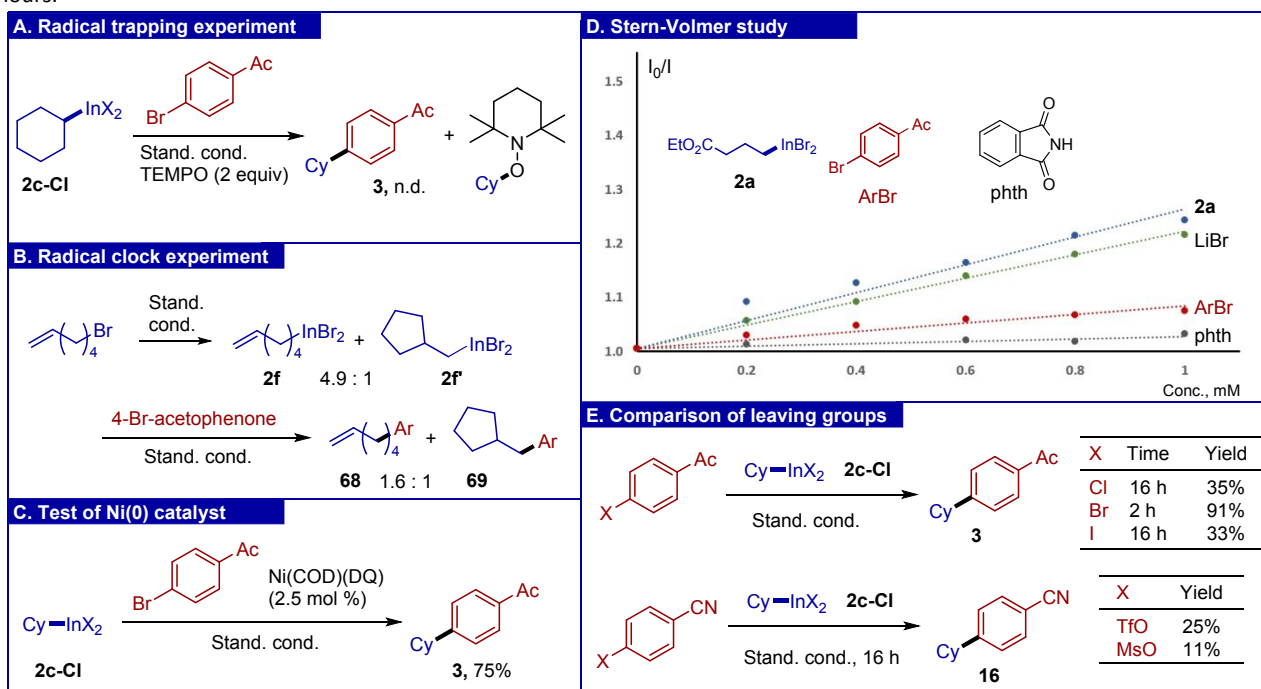 hours.
A. Radical trapping experiment
InX2
Br
Ac
Stand. cond.
TEMPO (2 equiv)
2c-Cl
Ac
Cy
3, n.d.
+
N
O
Cy
B. Radical clock experiment
Br
4
Stand.
cond.
InBr2
4
+
InBr2
2f
4.9 : 1
2f'
4-Br-acetophenone
Stand. cond.
Ar
4
+
Ar
68
1.6 : 1
69
C. Test of Ni(0) catalyst
Cy InX2
2c-Cl
Br
Ac
Ni(COD)(DQ)
(2.5 mol %)
Stand. cond.
Ac
Cy
3, 75%
D. Stern-Volmer study
I0/I
1.5
1.4
1.3
1.2
1.1
1.0
EtO2C
InBr2
2a
Br
Ac
ArBr
O
NH
O
phth
2a
LiBr
ArBr
phth
0 0.2 0.4 0.6 0.8 1
Conc., mM
E. Comparison of leaving groups
X
Ac
Cy InX2 2c-Cl
Stand. cond.
Ac
Cy
3
X Time Yield
Cl 16 h 35%
Br 2 h 91%
I 16 h 33%
X
CN
Cy InX2 2c-Cl
Stand. cond., 16 h
CN
Cy
16
X Yield
TfO 25%
MsO 11%